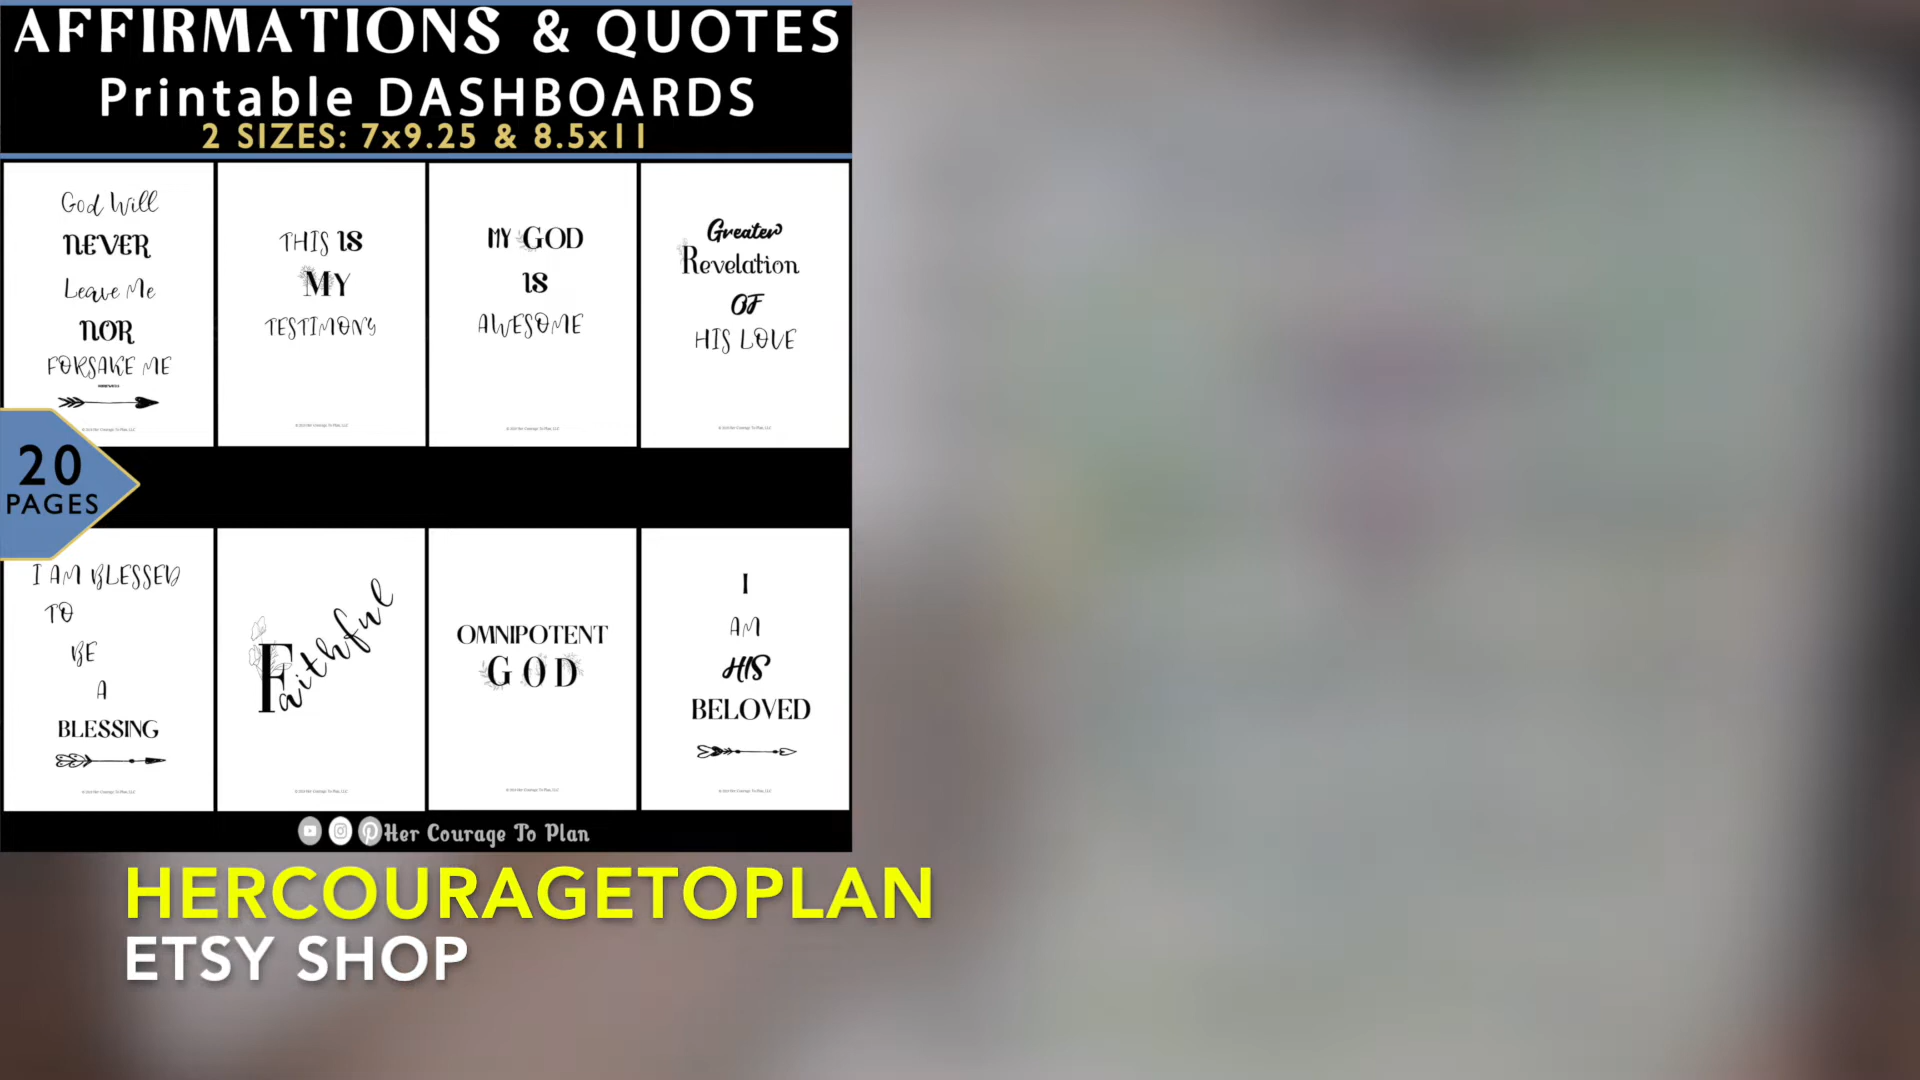 AFFIRMATIONS & QUOTES
Printable DASHBOARDS
2 SIZES: 7x9.25 & 8.5x11
God Will
NEVER
Leave Me
NOR
FORSAKE ME
THIS IS
MY
TESTIMONY
MY GOD
IS
AWESOME
Greater
Revelation
OF
HIS LOVE
20
PAGES
I AM BLESSED
TO
BE
A
BLESSING
Faithful
OMNIPOTENT
GOD
I
AM
HIS
BELOVED
Her Courage To Plan
HERCOURAGETOPLAN
ETSY SHOP